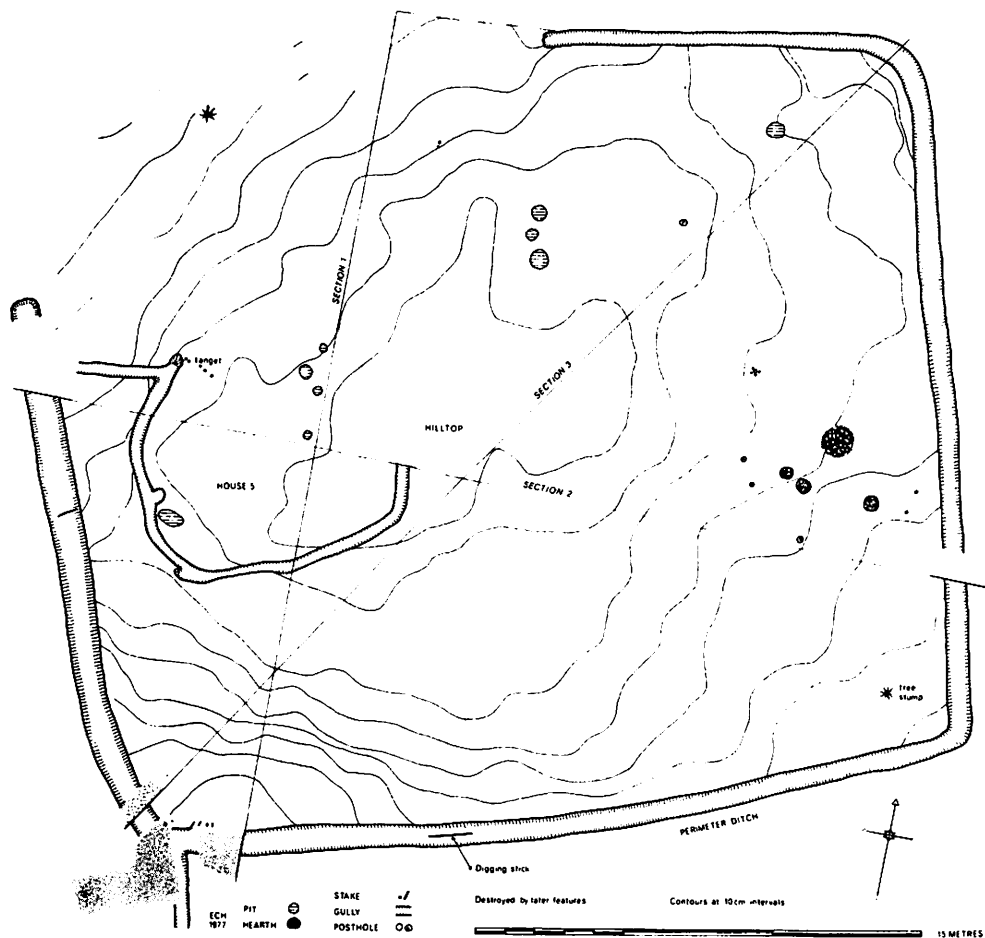 SECTION 1
tanget
SECTION 3
HILLTOP
HOUSE 5
SECTION 2
tree
stump
PERIMETER DITCH
Digging stick
ECH
1977
PIT
HEARTH
STAKE
GULLY
POSTHOLE
Destroyed by later features
Contours at 10cm intervals
15 METRES